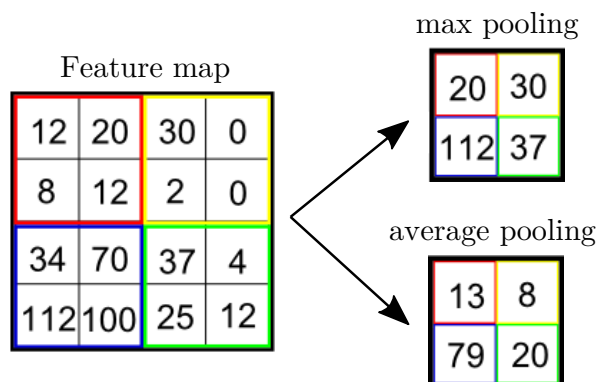 Feature map
12 20 30 0
8 12 2 0
34 70 37 4
112 100 25 12
max pooling
20 30
112 37
average pooling
13 8
79 20